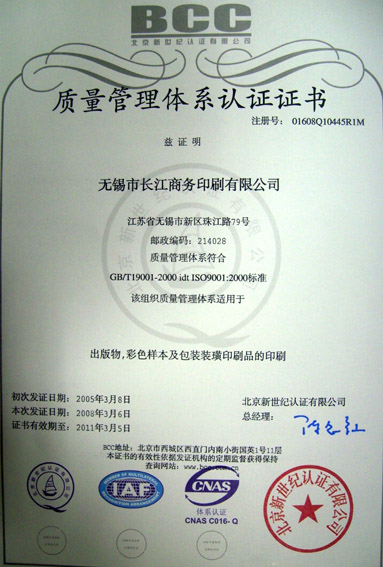 BCC
北京新世纪认证有限公司
质量管理体系认证证书
注册号： 01608Q10445R1M
兹 证 明
无锡市长江商务印刷有限公司
江苏省无锡市新区珠江路79号
邮政编码：214028
质量管理体系符合
GB/T19001-2000 idt ISO9001:2000标准
该组织质量管理体系适用于
出版物,彩色样本及包装装璜印刷品的印刷
初次发证日期： 2005年3月8日
本次发证日期： 2008年3月6日
证书有效期至： 2011年3月5日
北京新世纪认证有限公司
总经理：
BCC地址：北京市西城区西直门内南小街国英1号11层
本证书的有效性依据发证机构的定期监督获得保持
查询网站：www.bcc.com.cn
IAF
CNAS
体系认证
CNAS C016-Q
北京新世纪认证有限公司